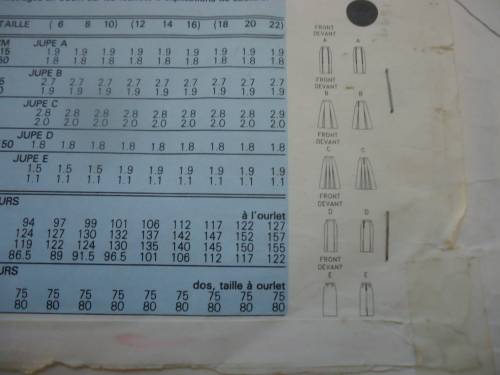 TAILLE (6 8 10) (12 14 16) (18 20 22)
JUPE A
15 1.9 1.9 1.9 1.9 1.9 1.9 1.9 1.9 1.9
50 1.8 1.8 1.8 1.8 1.8 1.8 1.8 1.8 1.8
JUPE B
2.7 2.7 2.7 2.7 2.7 2.7 2.7 2.7 2.7
1.9 1.9 1.9 1.9 1.9 1.9 1.9 1.9 1.9
JUPE C
2.8 2.8 2.8 2.8 2.8 2.8 2.8 2.8 2.9
2.0 2.0 2.0 2.0 2.0 2.0 2.0 2.0 2.0
JUPE D
150 1.8 1.8 1.8 1.8 1.8 1.8 1.8 1.8 1.8
JUPE E
1.5 1.5 1.5 1.9 1.9 1.9 1.9 1.9 1.9
1.1 1.1 1.1 1.1 1.1 1.1 1.1 1.1 1.1
URS
à l'ourlet
94 97 99 101 106 112 117 122 127
124 127 130 132 137 142 147 152 157
119 122 124 130 135 140 145 150 155
86.5 89 91.5 96.5 101 106 112 117 122
URS
dos, taille à ourlet
75 75 75 75 75 75 75 75 75
80 80 80 80 80 80 80 80 80
FRONT
DEVANT
A A
FRONT
DEVANT
B B
FRONT
DEVANT
C C
FRONT
DEVANT
D D
FRONT
DEVANT
E E